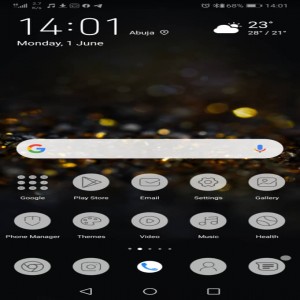 68% 14:01
14:01 Abuja 23°
Monday, 1 June 28° / 21°
Google Play Store Email Settings Gallery
Phone Manager Themes Video Music Health